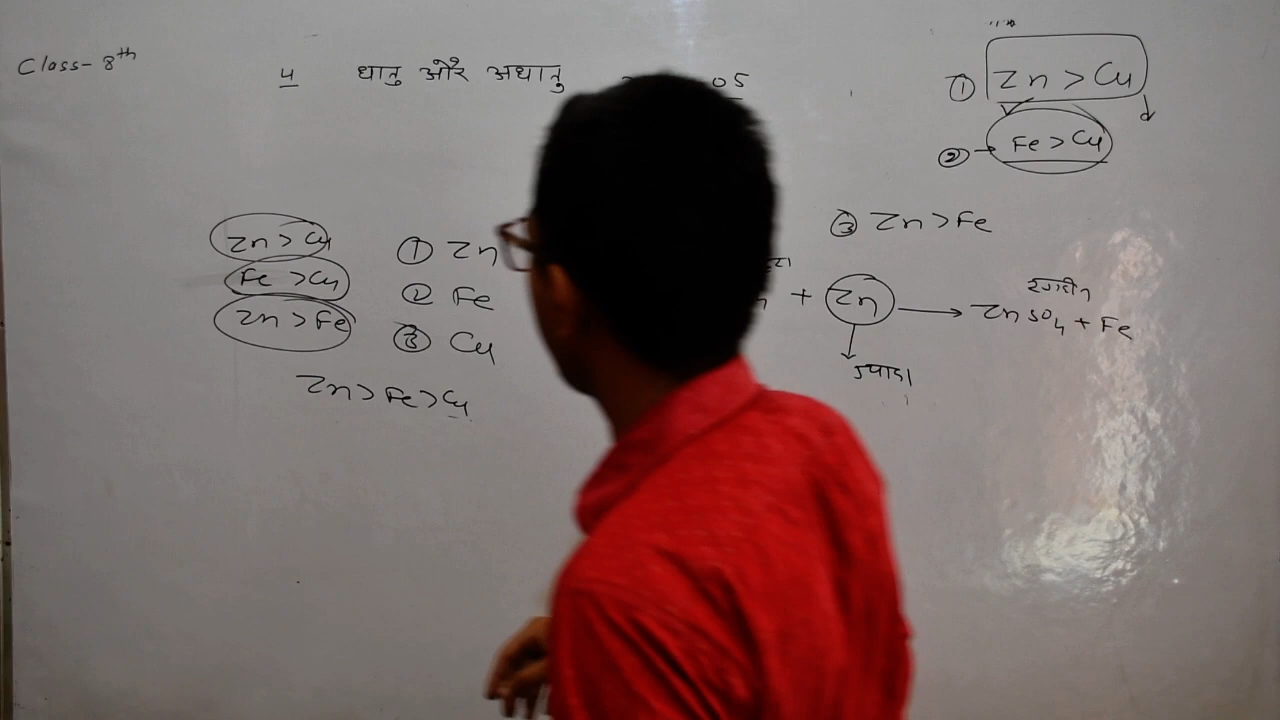 Class- 8th
4 धातु और अधातु 05
① Zn > Cu
② → Fe > Cu
③ Zn > Fe
Zn > Cu
Fe > Cu
Zn > Fe
① Zn
② Fe
③ Cu
Zn > Fe > Cu
रंगहीन
+ Zn → ZnSO4 + Fe
ज्यादा